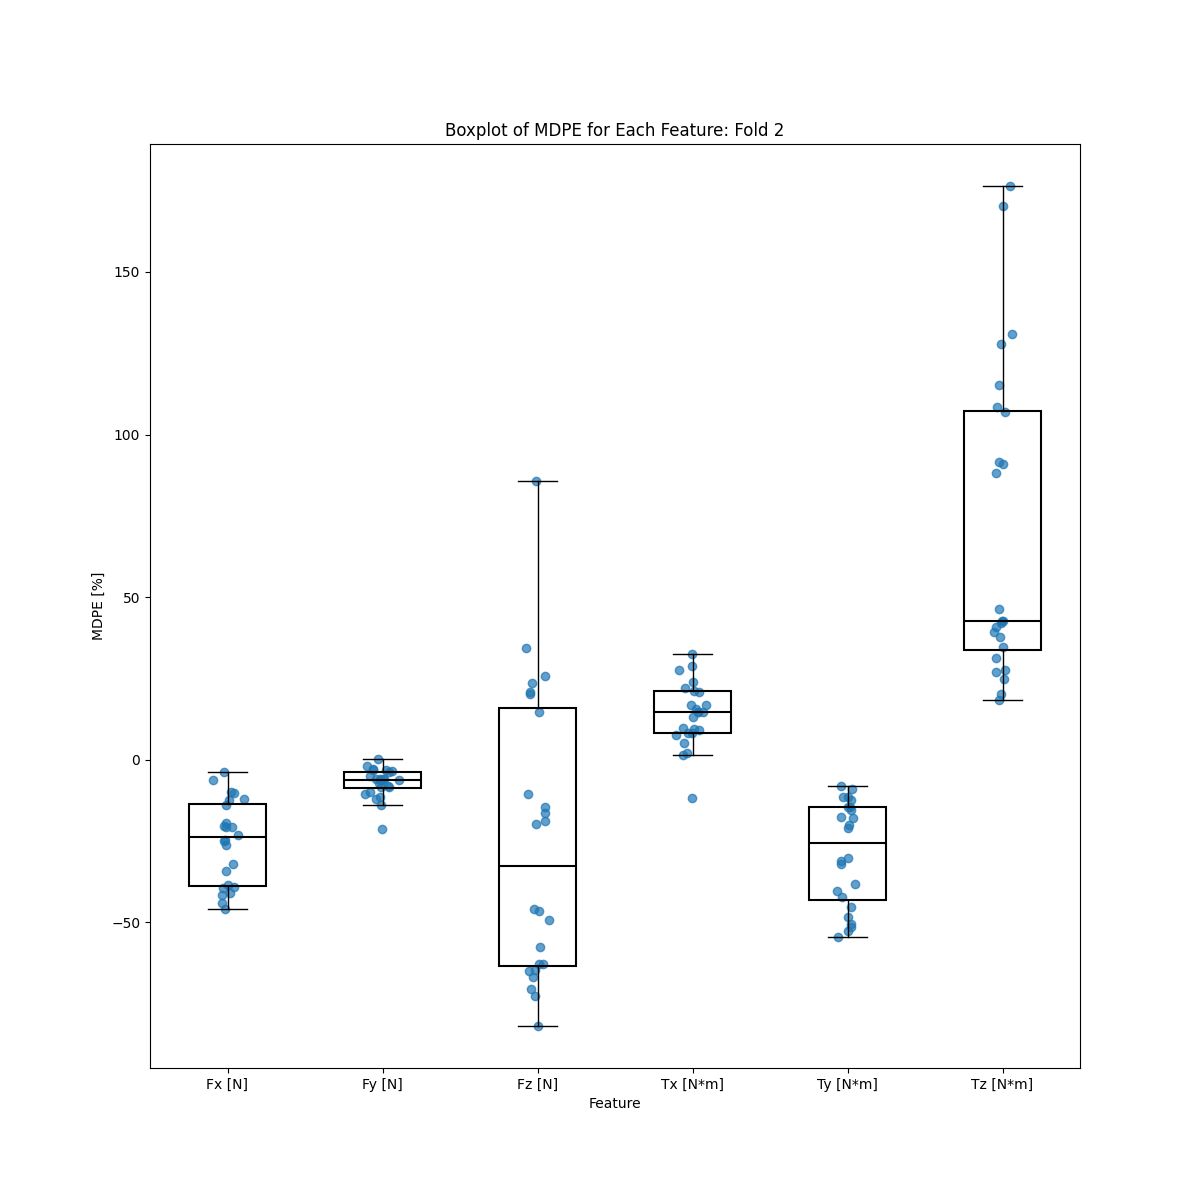 Boxplot of MDPE for Each Feature: Fold 2
MDPE [%]
150
100
50
0
−50
Fx [N] Fy [N] Fz [N] Tx [N*m] Ty [N*m] Tz [N*m]
Feature